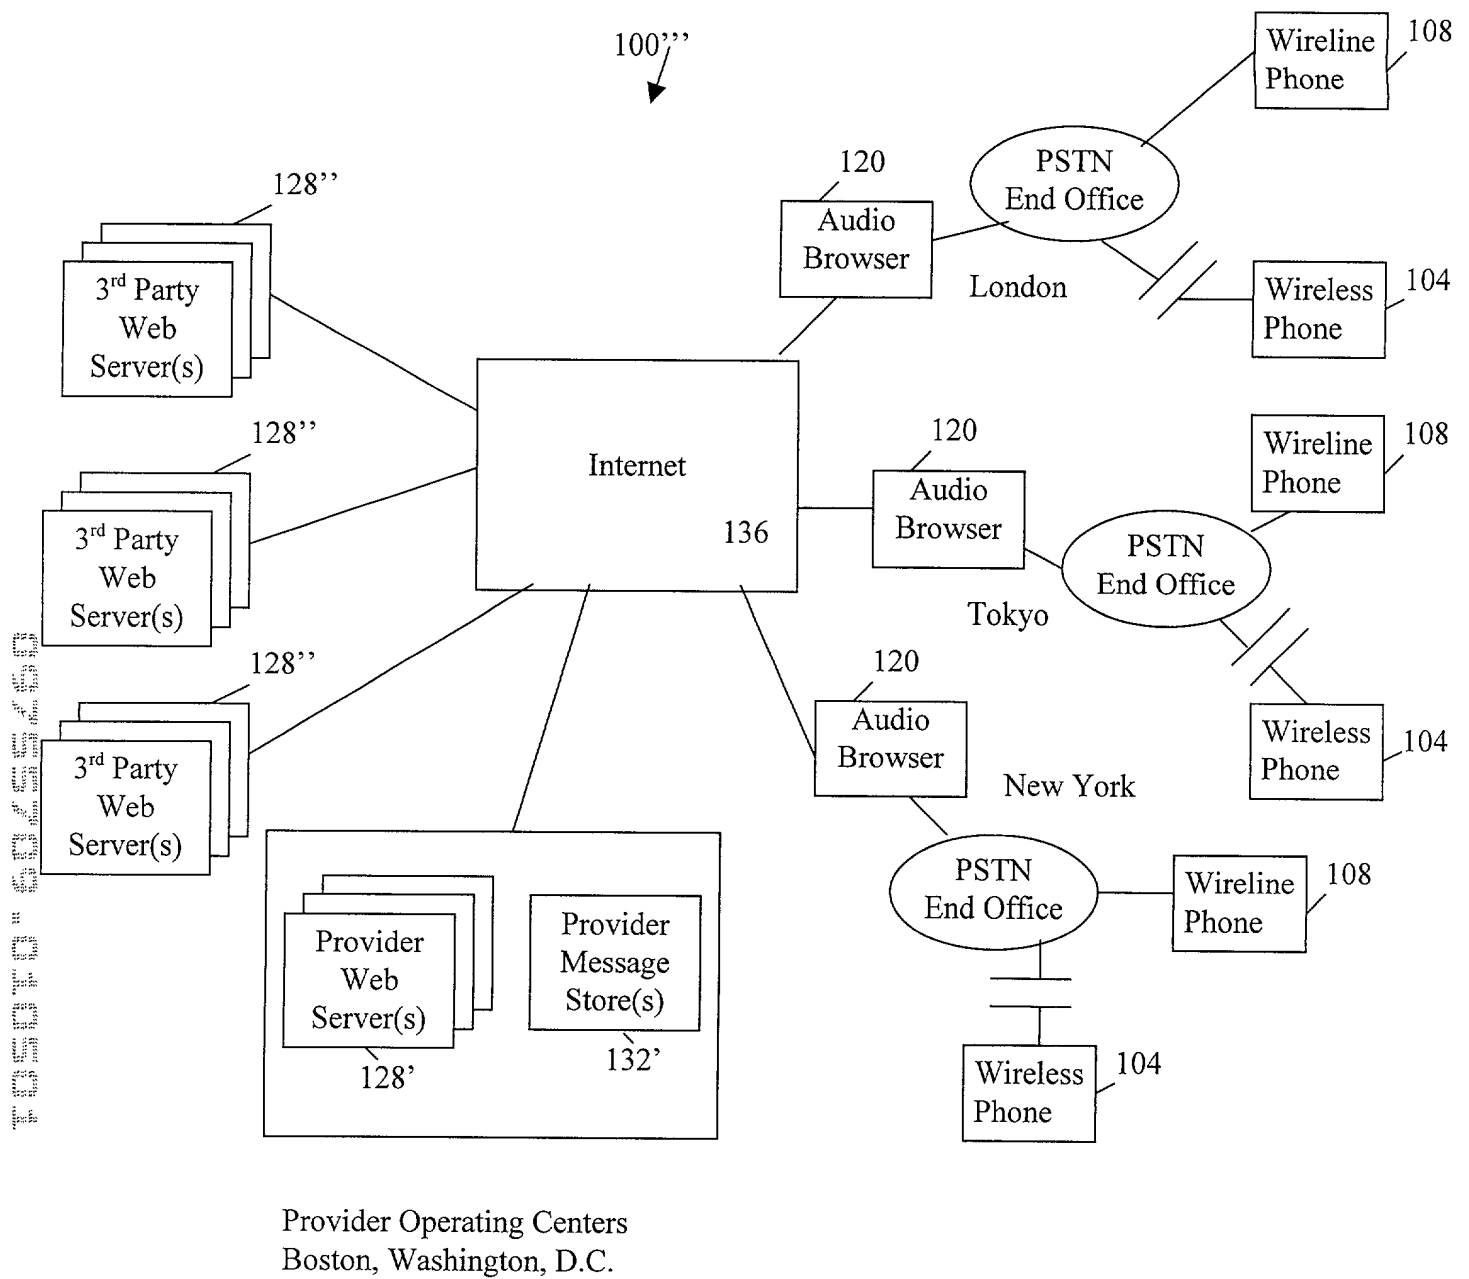 100’’’
Wireline
Phone
108
PSTN
End Office
120
Audio
Browser
London
Wireless
Phone
104
128’’
3rd Party
Web
Server(s)
Internet
136
120
Audio
Browser
Tokyo
Wireline
Phone
108
PSTN
End Office
Wireless
Phone
104
128’’
3rd Party
Web
Server(s)
128’’
3rd Party
Web
Server(s)
120
Audio
Browser
New York
PSTN
End Office
Wireline
Phone
108
Wireless
Phone
104
Provider
Web
Server(s)
128’
Provider
Message
Store(s)
132’
Provider Operating Centers
Boston, Washington, D.C.